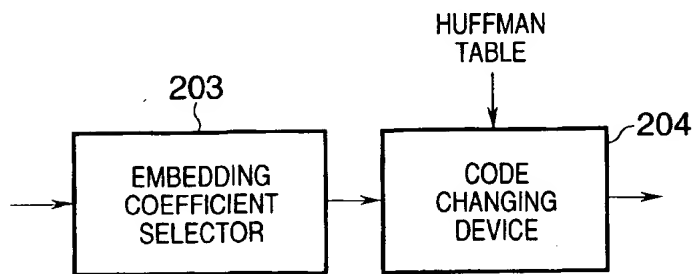 HUFFMAN
TABLE
203
204
EMBEDDING
COEFFICIENT
SELECTOR
CODE
CHANGING
DEVICE